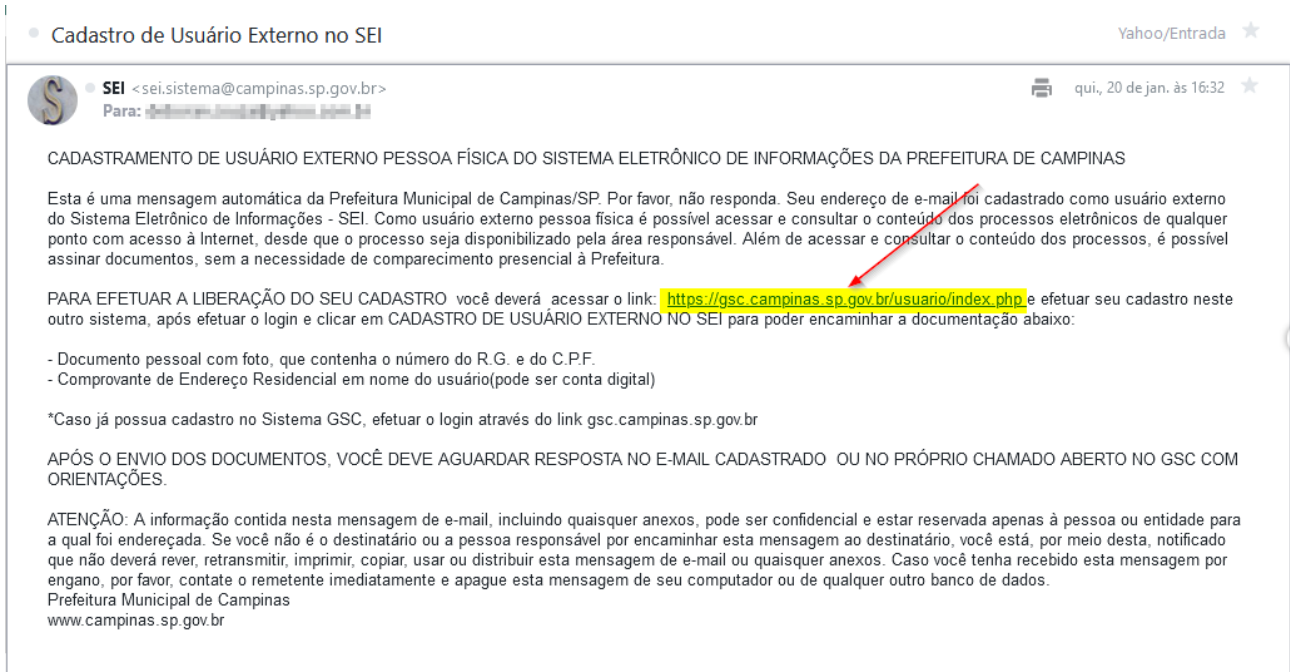 Cadastro de Usuário Externo no SEI
Yahoo/Entrada
SEI <sei.sistema@campinas.sp.gov.br>
qui., 20 de jan. às 16:32
Para:
CADASTRAMENTO DE USUÁRIO EXTERNO PESSOA FÍSICA DO SISTEMA ELETRÔNICO DE INFORMAÇÕES DA PREFEITURA DE CAMPINAS
Esta é uma mensagem automática da Prefeitura Municipal de Campinas/SP. Por favor, não responda. Seu endereço de e-mail foi cadastrado como usuário externo
do Sistema Eletrônico de Informações - SEI. Como usuário externo pessoa física é possível acessar e consultar o conteúdo dos processos eletrônicos de qualquer
ponto com acesso à Internet, desde que o processo seja disponibilizado pela área responsável. Além de acessar e consultar o conteúdo dos processos, é possível
assinar documentos, sem a necessidade de comparecimento presencial à Prefeitura.
PARA EFETUAR A LIBERAÇÃO DO SEU CADASTRO você deverá acessar o link: https://gsc.campinas.sp.gov.br/usuario/index.php e efetuar seu cadastro neste
outro sistema, após efetuar o login e clicar em CADASTRO DE USUÁRIO EXTERNO NO SEI para poder encaminhar a documentação abaixo:
- Documento pessoal com foto, que contenha o número do R.G. e do C.P.F.
- Comprovante de Endereço Residencial em nome do usuário(pode ser conta digital)
*Caso já possua cadastro no Sistema GSC, efetuar o login através do link gsc.campinas.sp.gov.br
APÓS O ENVIO DOS DOCUMENTOS, VOCÊ DEVE AGUARDAR RESPOSTA NO E-MAIL CADASTRADO OU NO PRÓPRIO CHAMADO ABERTO NO GSC COM
ORIENTAÇÕES.
ATENÇÃO: A informação contida nesta mensagem de e-mail, incluindo quaisquer anexos, pode ser confidencial e estar reservada apenas à pessoa ou entidade para
a qual foi endereçada. Se você não é o destinatário ou a pessoa responsável por encaminhar esta mensagem ao destinatário, você está, por meio desta, notificado
que não deverá rever, retransmitir, imprimir, copiar, usar ou distribuir esta mensagem de e-mail ou quaisquer anexos. Caso você tenha recebido esta mensagem por
engano, por favor, contate o remetente imediatamente e apague esta mensagem de seu computador ou de qualquer outro banco de dados.
Prefeitura Municipal de Campinas
www.campinas.sp.gov.br